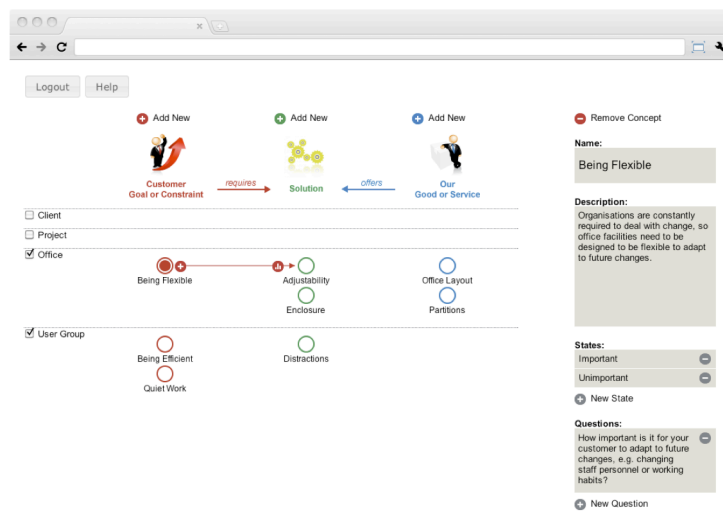 Logout Help
Add New Add New Add New
Customer
Goal or Constraint
requires
Solution
offers
Our
Good or Service
Client
Project
Office
Being Flexible Adjustability Office Layout
Enclosure Partitions
User Group
Being Efficient Distractions
Quiet Work
Remove Concept
Name:
Being Flexible
Description:
Organisations are constantly
required to deal with change, so
office facilities need to be
designed to be flexible to adapt
to future changes.
States:
Important
Unimportant
New State
Questions:
How important is it for your
customer to adapt to future
changes, e.g. changing
staff personnel or working
habits?
New Question